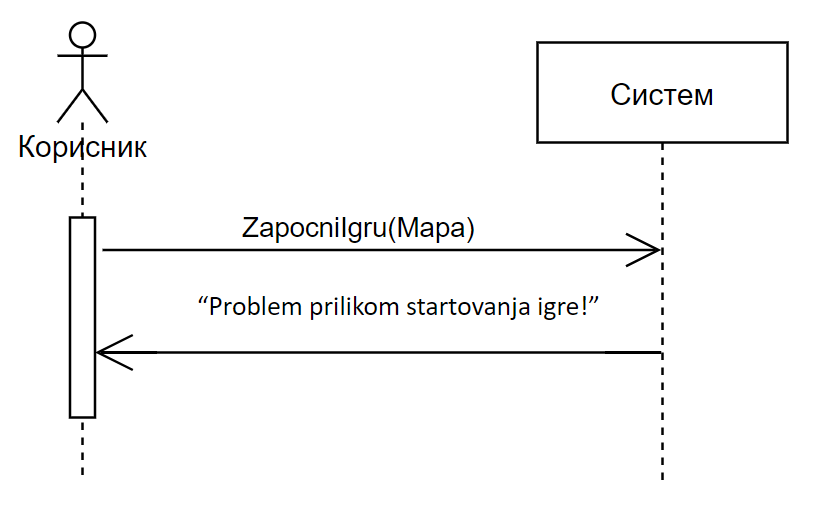 Корисник
Систем
ZapocniIgru(Mapa)
“Problem prilikom startovanja igre!”